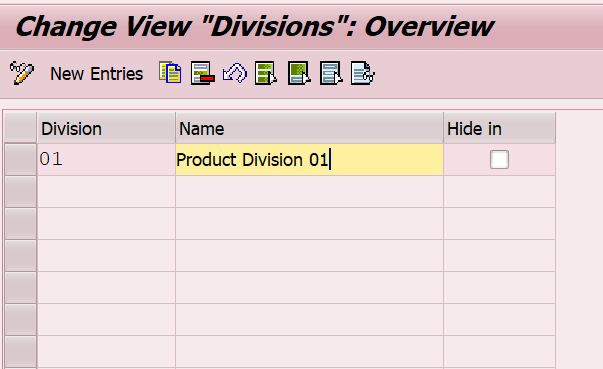 Change View "Divisions": Overview
New Entries
Division Name Hide in
01 Product Division 01